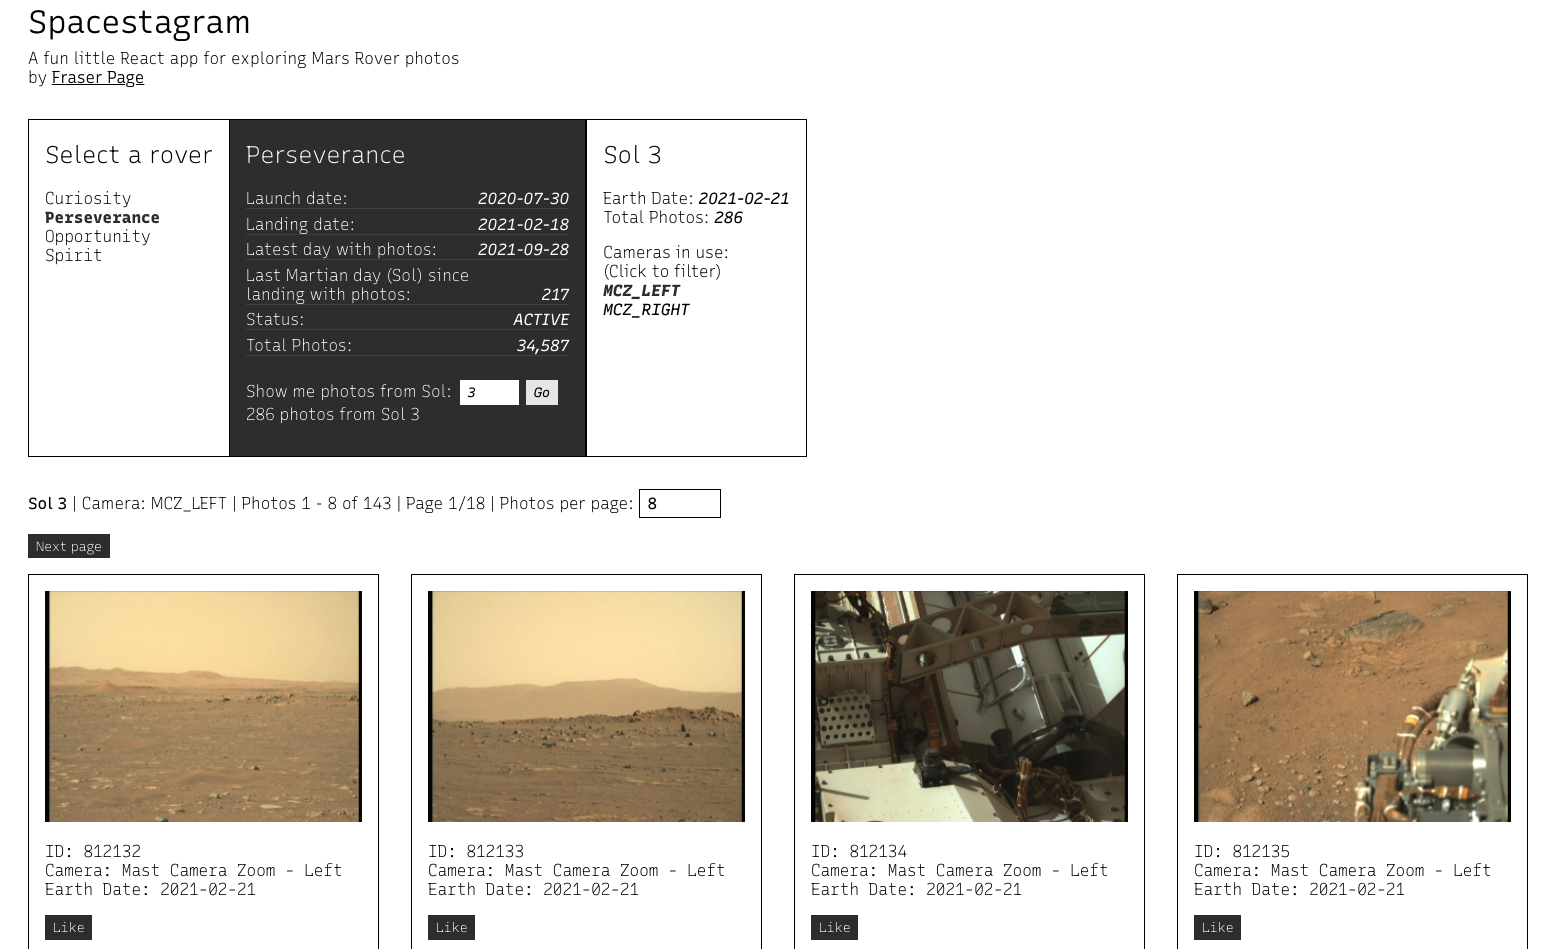 Spacestagram
A fun little React app for exploring Mars Rover photos
by Fraser Page
Select a rover
Curiosity
Perseverance
Opportunity
Spirit
Perseverance
Launch date: 2020-07-30
Landing date: 2021-02-18
Latest day with photos: 2021-09-28
Last Martian day (Sol) since
landing with photos: 217
Status: ACTIVE
Total Photos: 34,587
Show me photos from Sol: 3 Go
286 photos from Sol 3
Sol 3
Earth Date: 2021-02-21
Total Photos: 286
Cameras in use:
(Click to filter)
MCZ_LEFT
MCZ_RIGHT
Sol 3 | Camera: MCZ_LEFT | Photos 1 - 8 of 143 | Page 1/18 | Photos per page: 8
Next page
ID: 812132
Camera: Mast Camera Zoom - Left
Earth Date: 2021-02-21
Like
ID: 812133
Camera: Mast Camera Zoom - Left
Earth Date: 2021-02-21
Like
ID: 812134
Camera: Mast Camera Zoom - Left
Earth Date: 2021-02-21
Like
ID: 812135
Camera: Mast Camera Zoom - Left
Earth Date: 2021-02-21
Like